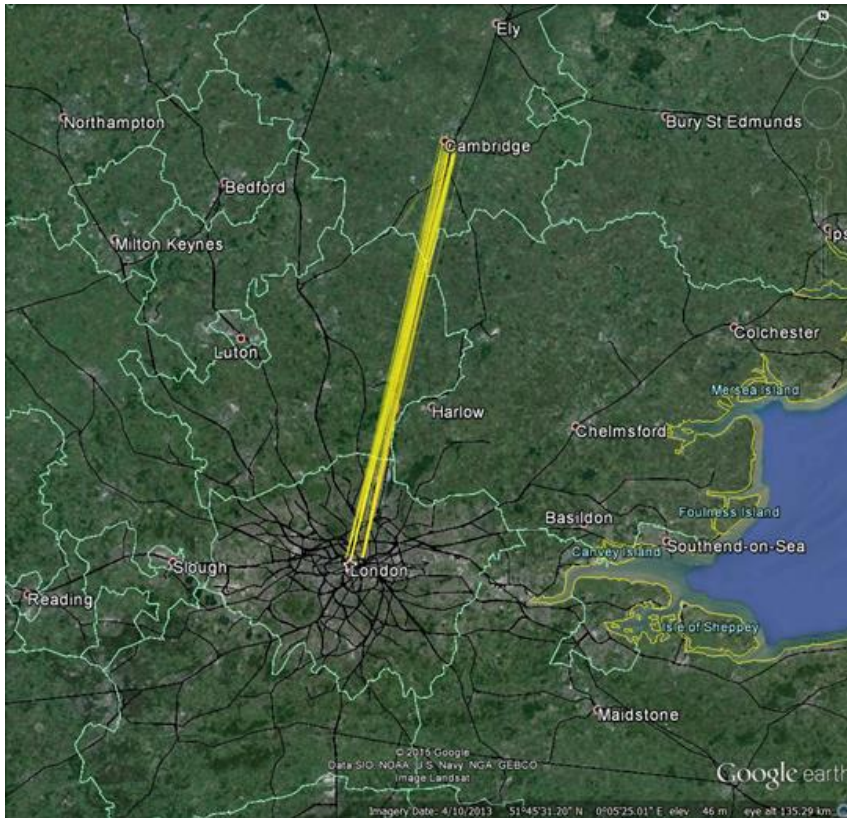 N
Ely
Northampton
Cambridge
Bury St Edmunds
Bedford
Milton Keynes
Ips
Luton
Colchester
Mersea Island
Harlow
Chelmsford
Foulness Island
Basildon
Canvey Island
Southend-on-Sea
London
Slough
Reading
Isle of Sheppey
Maidstone
© 2015 Google
Data SIO, NOAA, U.S. Navy, NGA, GEBCO
Image Landsat
Google earth
Imagery Date: 4/10/2013 51°45'31.20" N 0°05'25.01" E elev 46 m eye alt 135.29 km